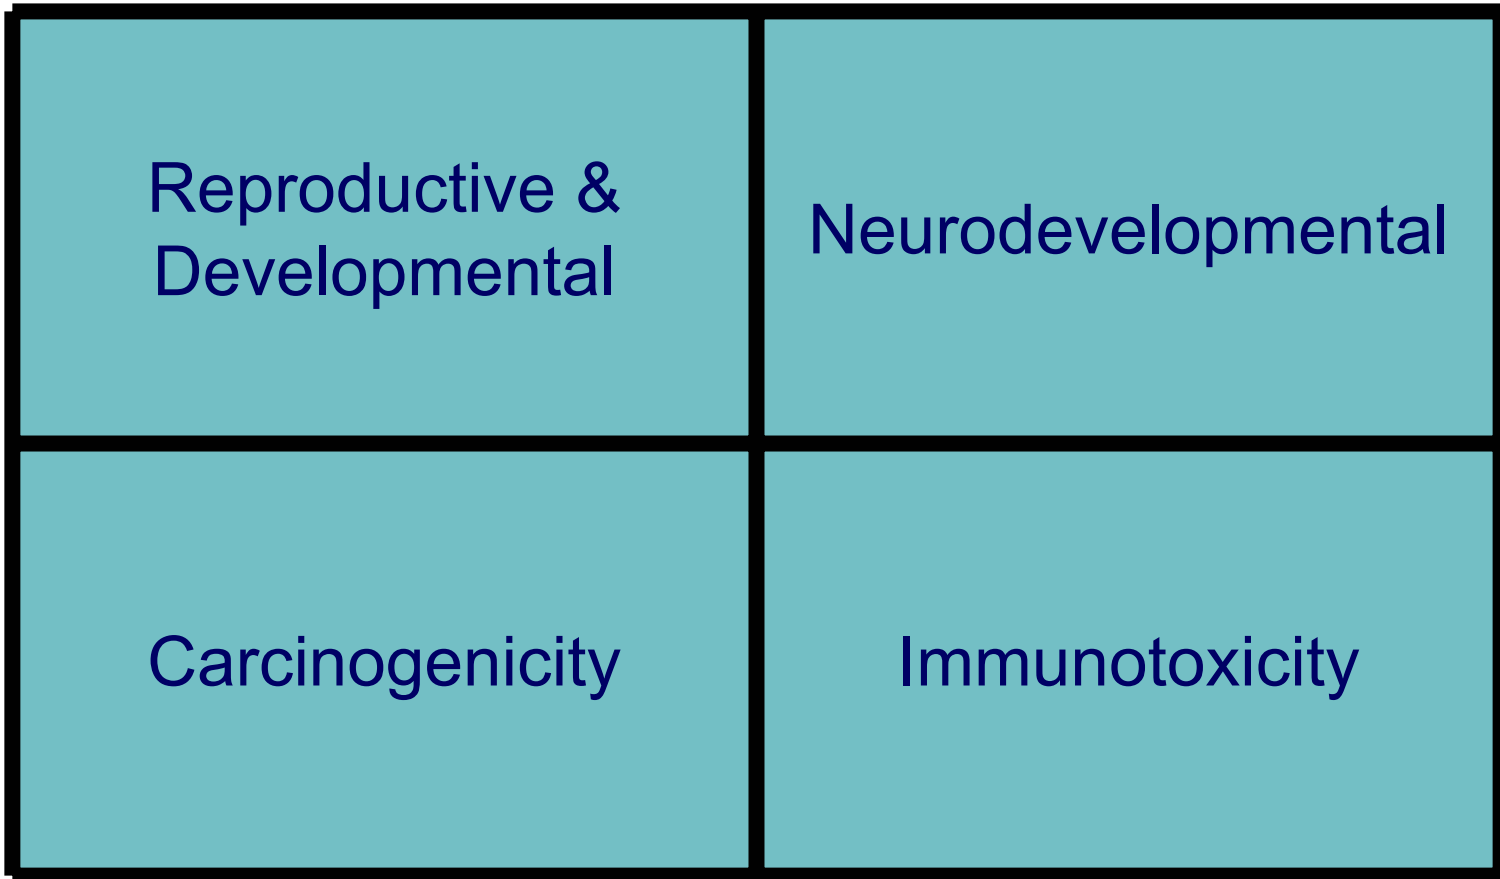 Reproductive &
Developmental
Neurodevelopmental
Carcinogenicity
Immunotoxicity